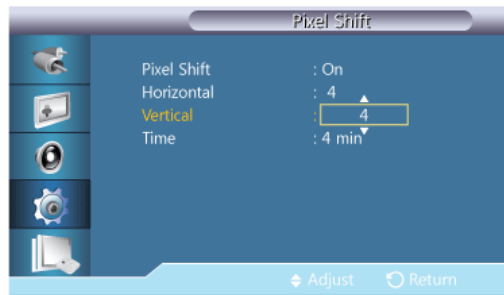 Pixel Shift
Pixel Shift : On
Horizontal : 4
Vertical : 4
Time : 4 min
Adjust Return